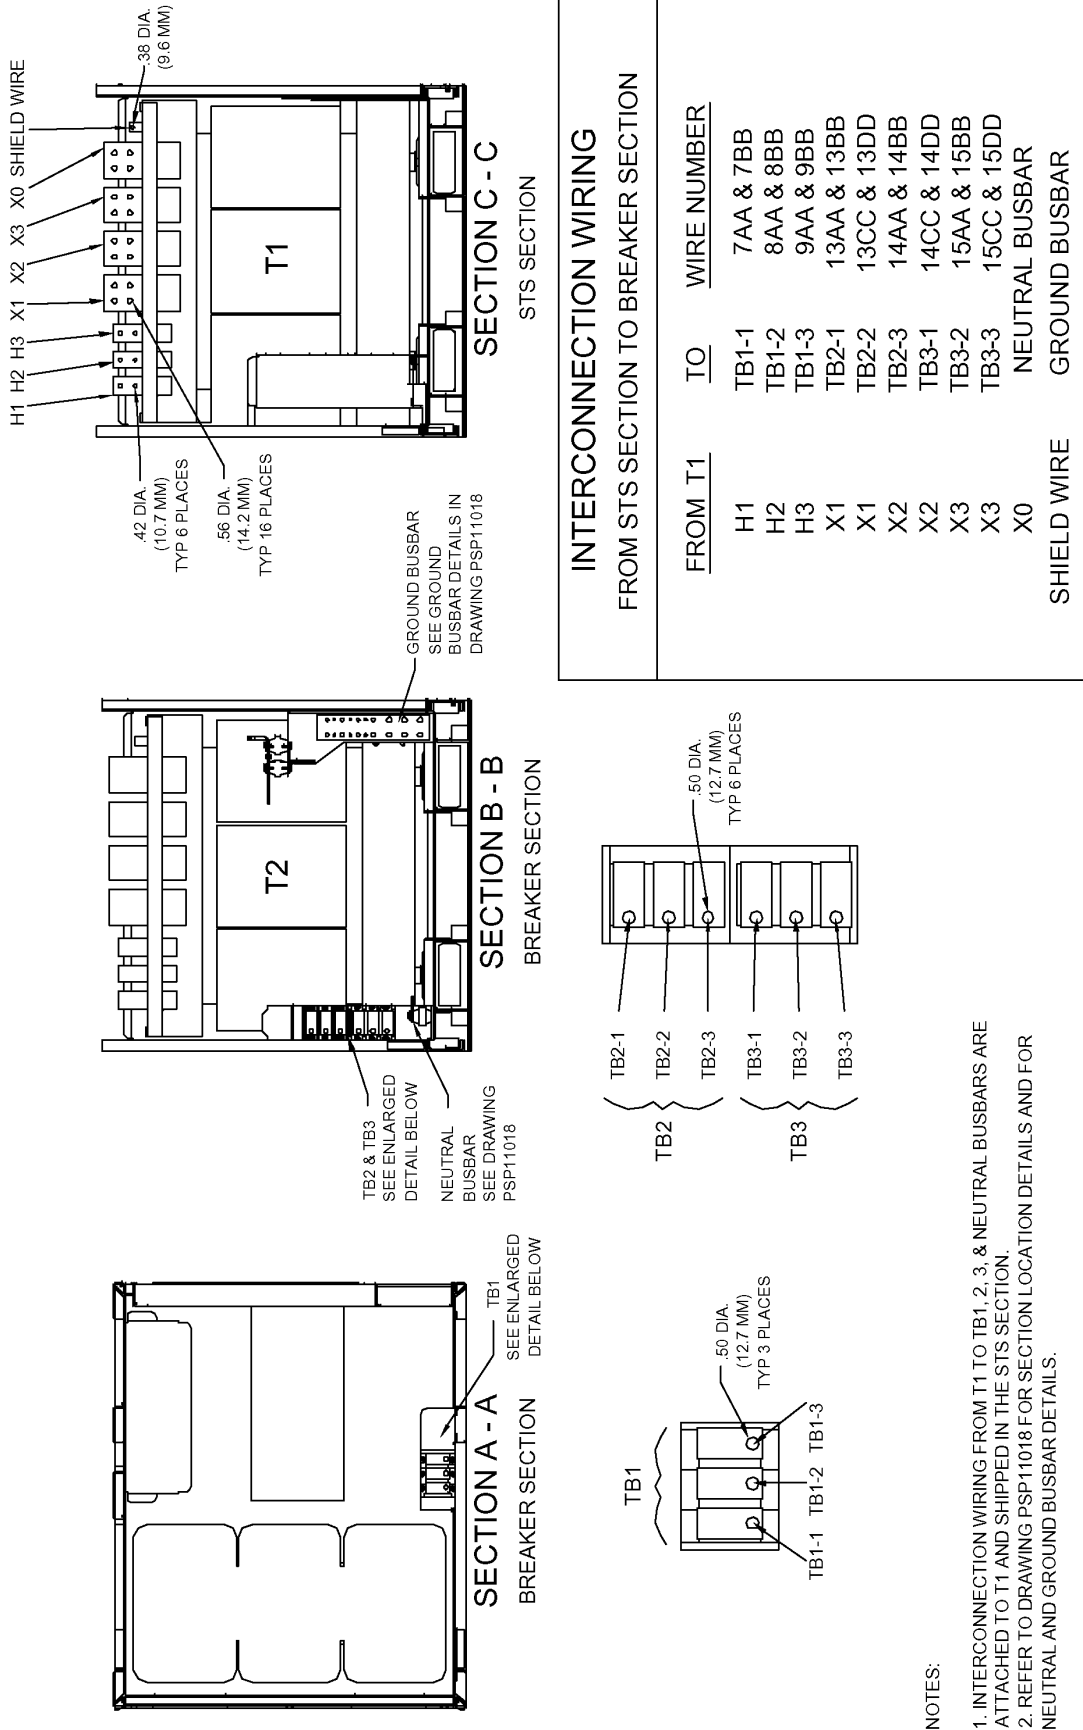 TB1
SEE ENLARGED
DETAIL BELOW
SECTION A - A
BREAKER SECTION
TB2 & TB3
SEE ENLARGED
DETAIL BELOW
NEUTRAL
BUSBAR
SEE DRAWING
PSP11018
T2
GROUND BUSBAR
SEE GROUND
BUSBAR DETAILS IN
DRAWING PSP11018
SECTION B - B
BREAKER SECTION
H1 H2 H3 X1 X2 X3 X0 SHIELD WIRE
.38 DIA.
(9.6 MM)
.42 DIA.
(10.7 MM)
TYP 6 PLACES
.56 DIA.
(14.2 MM)
TYP 16 PLACES
T1
SECTION C - C
STS SECTION
TB1
.50 DIA.
(12.7 MM)
TYP 3 PLACES
TB1-1 TB1-2 TB1-3
TB2-1
TB2-2
TB2-3
TB2
TB3-1
TB3-2
TB3-3
TB3
.50 DIA.
(12.7 MM)
TYP 6 PLACES
INTERCONNECTION WIRING
FROM STS SECTION TO BREAKER SECTION
FROM T1 TO WIRE NUMBER
H1 TB1-1 7AA & 7BB
H2 TB1-2 8AA & 8BB
H3 TB1-3 9AA & 9BB
X1 TB2-1 13AA & 13BB
X1 TB2-2 13CC & 13DD
X2 TB2-3 14AA & 14BB
X2 TB3-1 14CC & 14DD
X3 TB3-2 15AA & 15BB
X3 TB3-3 15CC & 15DD
X0 NEUTRAL BUSBAR
SHIELD WIRE GROUND BUSBAR
NOTES:
1. INTERCONNECTION WIRING FROM T1 TO TB1, 2, 3, & NEUTRAL BUSBARS ARE
ATTACHED TO T1 AND SHIPPED IN THE STS SECTION.
2. REFER TO DRAWING PSP11018 FOR SECTION LOCATION DETAILS AND FOR
NEUTRAL AND GROUND BUSBAR DETAILS.